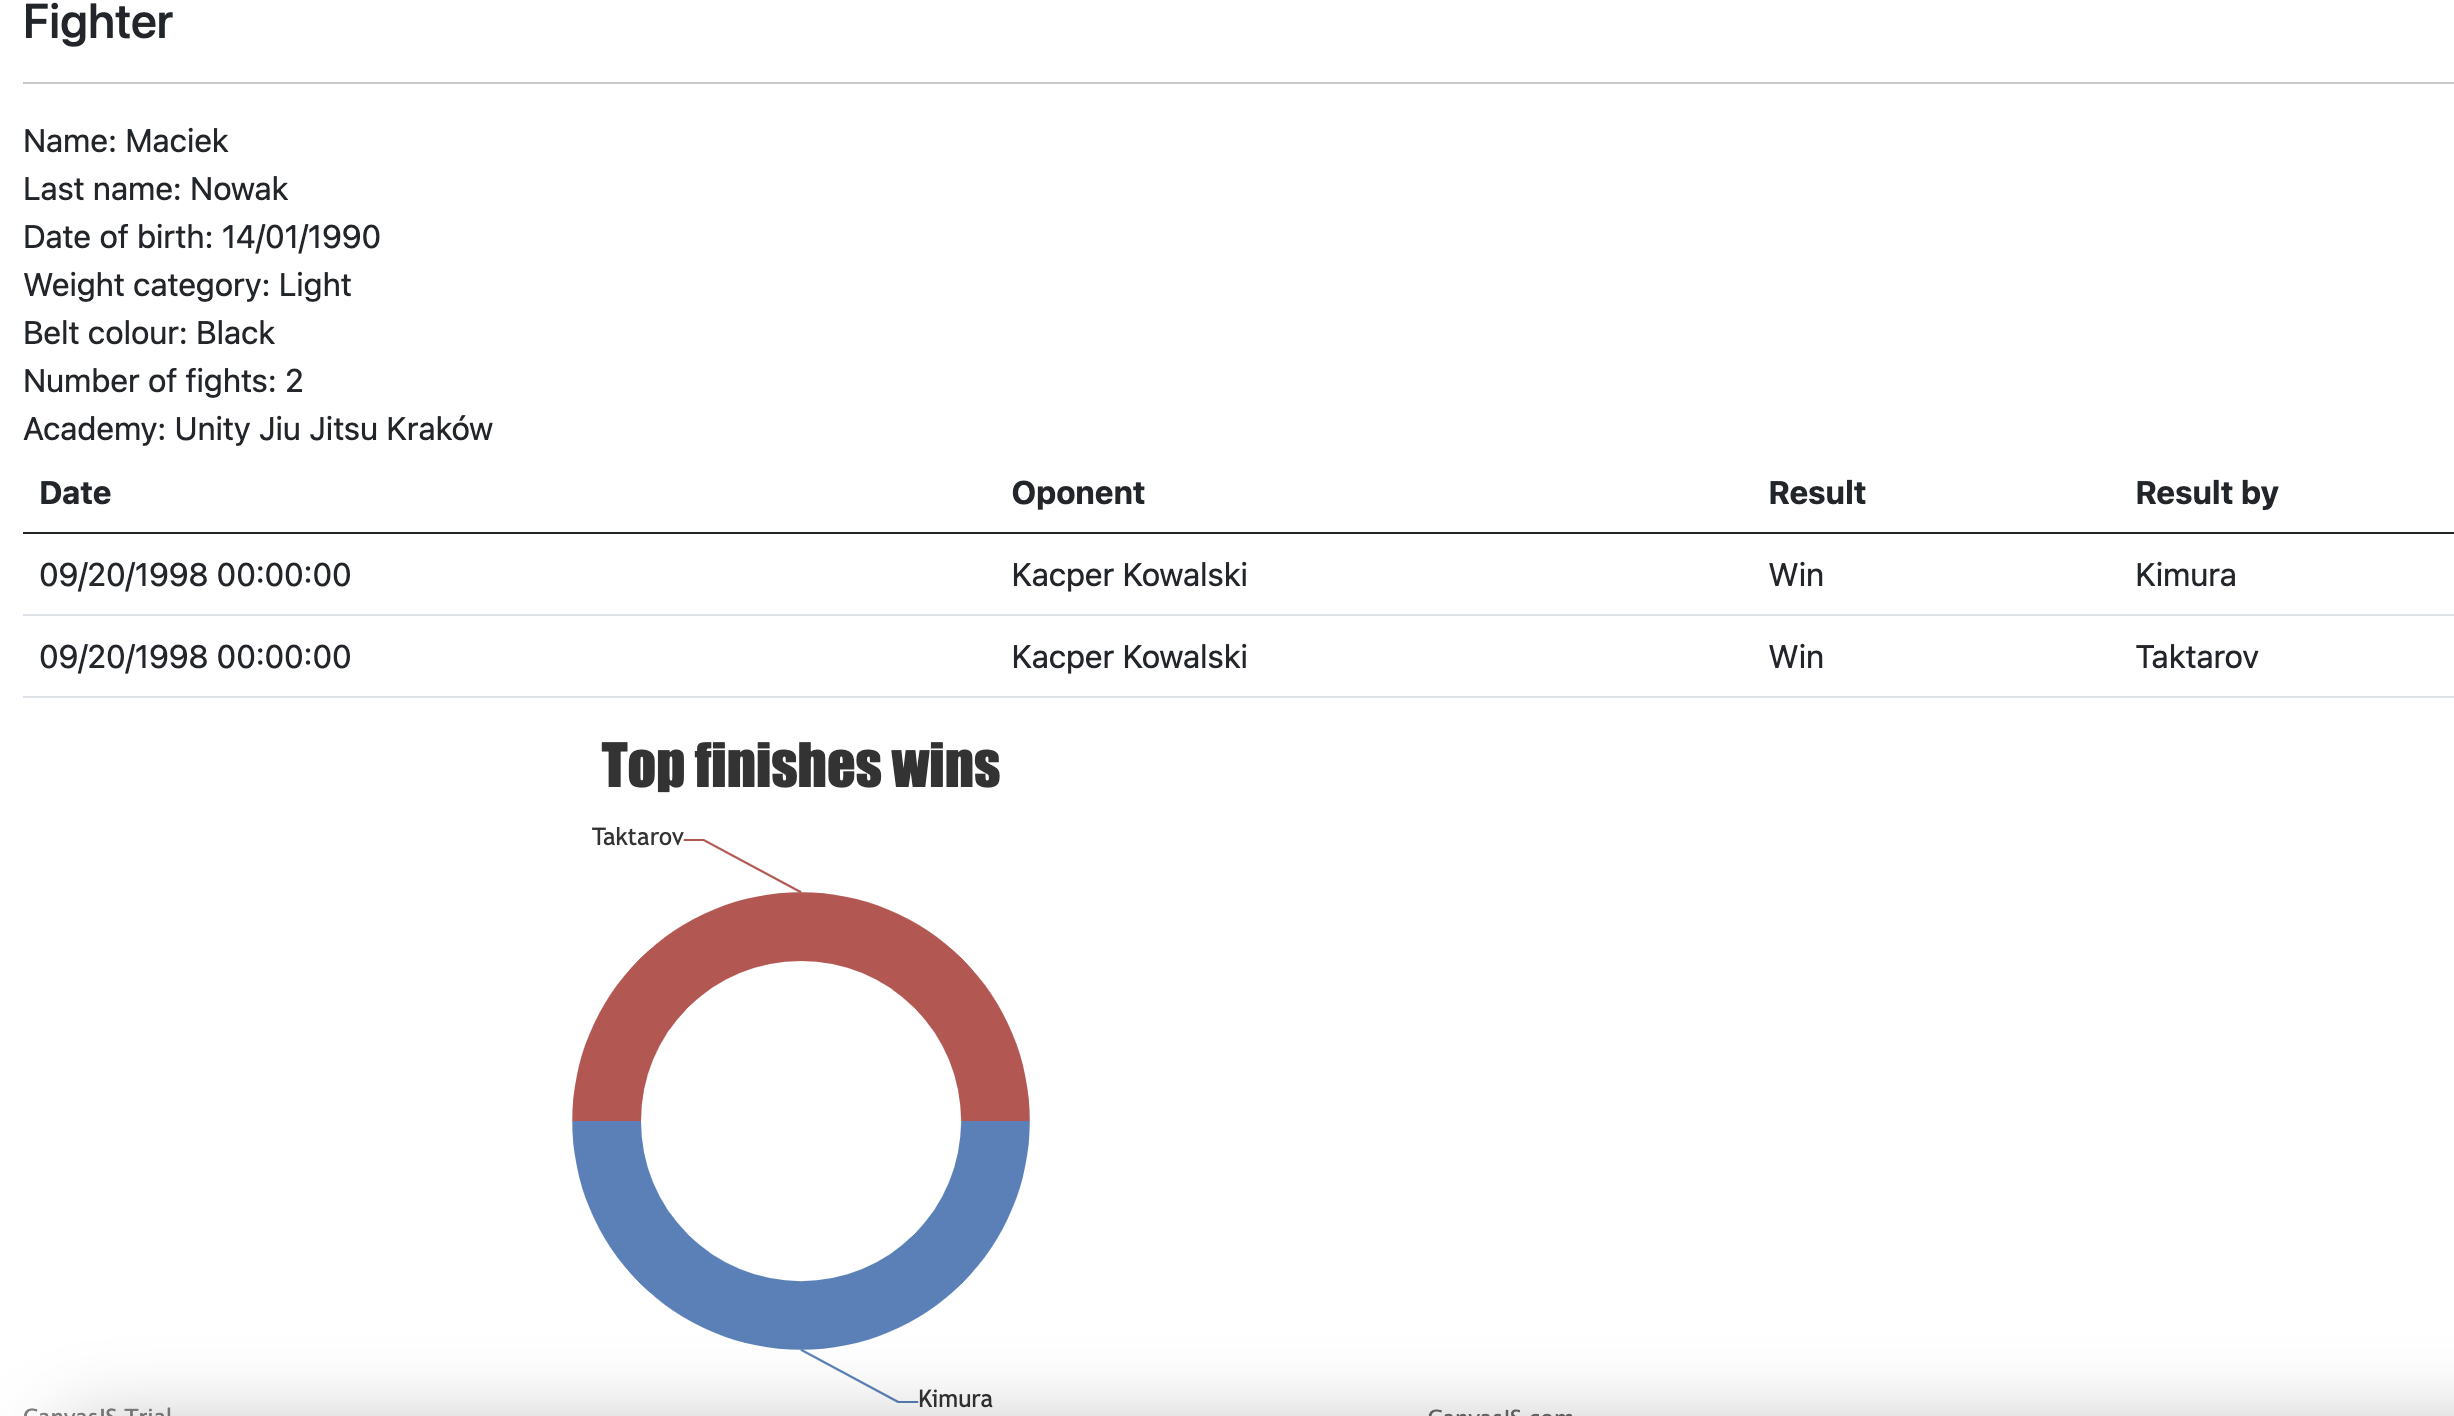 Fighter
Name: Maciek
Last name: Nowak
Date of birth: 14/01/1990
Weight category: Light
Belt colour: Black
Number of fights: 2
Academy: Unity Jiu Jitsu Kraków
Date Oponent Result Result by
09/20/1998 00:00:00 Kacper Kowalski Win Kimura
09/20/1998 00:00:00 Kacper Kowalski Win Taktarov
Top finishes wins
Taktarov
Kimura
CanvasJS Trial CanvasJS.com